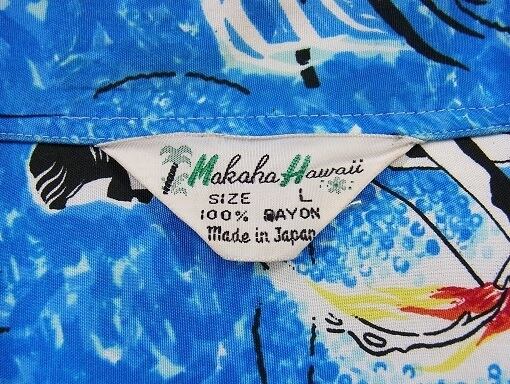 Makaha Hawaii
SIZE L
100% RAYON
Made in Japan